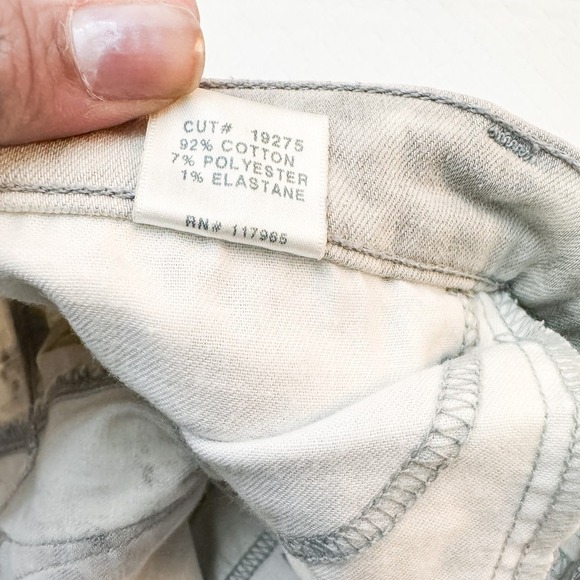 CUT# 19275
92% COTTON
7% POLYESTER
1% ELASTANE
RN# 117965